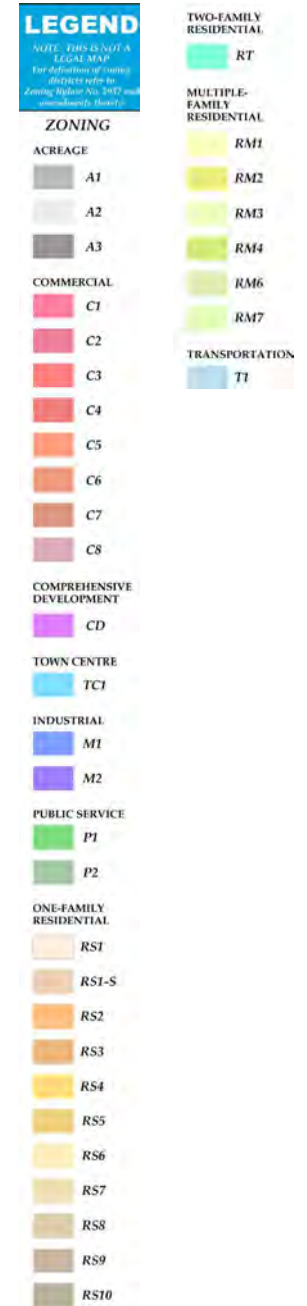 LEGEND
NOTE: THIS IS NOT A
LEGAL MAP
For definition of zoning
districts refer to
Zoning Bylaw No. 2937 and
amendments thereto
ZONING
ACREAGE
A1
A2
A3
COMMERCIAL
C1
C2
C3
C4
C5
C6
C7
C8
COMPREHENSIVE
DEVELOPMENT
CD
TOWN CENTRE
TC1
INDUSTRIAL
M1
M2
PUBLIC SERVICE
P1
P2
ONE-FAMILY
RESIDENTIAL
RS1
RS1-S
RS2
RS3
RS4
RS5
RS6
RS7
RS8
RS9
RS10
TWO-FAMILY
RESIDENTIAL
RT
MULTIPLE-
FAMILY
RESIDENTIAL
RM1
RM2
RM3
RM4
RM6
RM7
TRANSPORTATION
T1